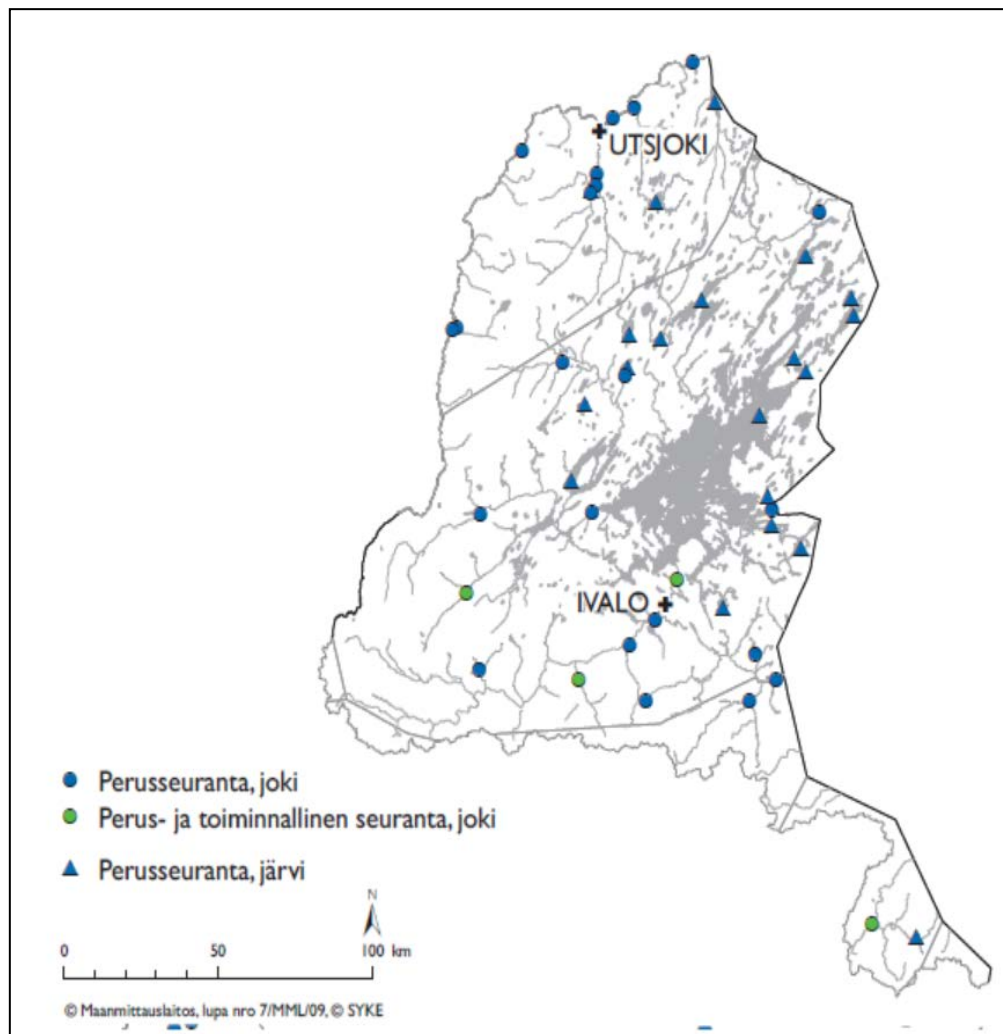 UTSJOKI
IVALO
Perusseuranta, joki
Perus- ja toiminnallinen seuranta, joki
Perusseuranta, järvi
N
0 50 100 km
© Maanmittauslaitos, lupa nro 7/MML/09, © SYKE